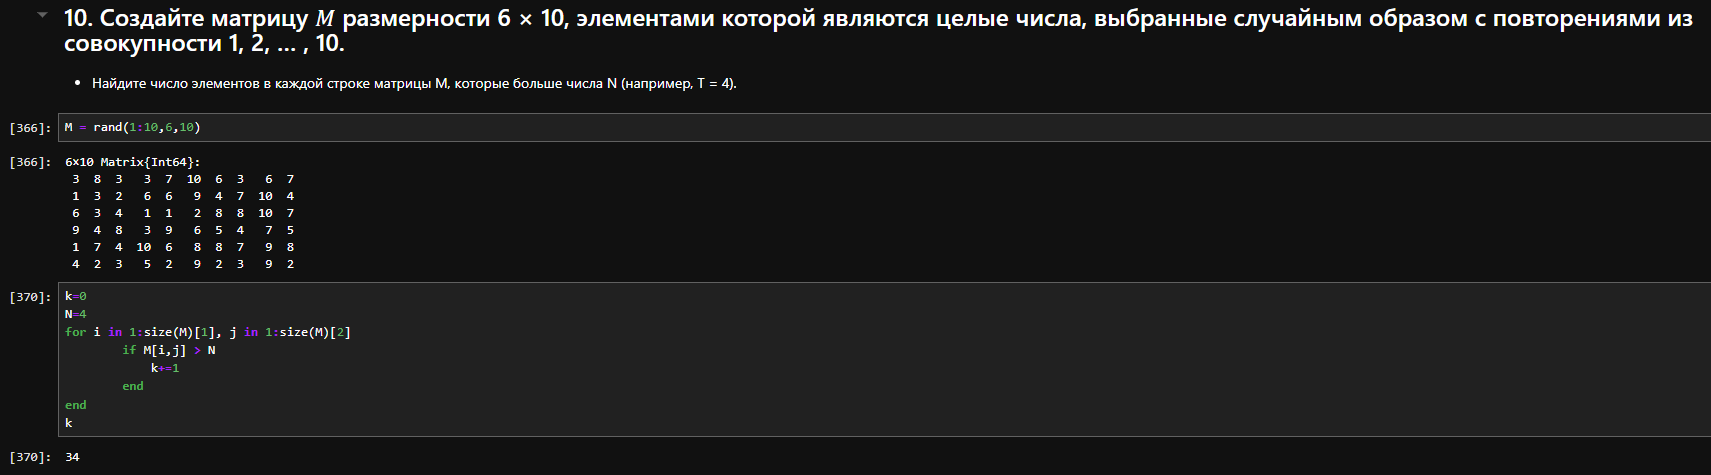 10. Создайте матрицу M размерности 6 × 10, элементами которой являются целые числа, выбранные случайным образом с повторениями из
совокупности 1, 2, ... , 10.
• Найдите число элементов в каждой строке матрицы M, которые больше числа N (например, T = 4).
[366]: M = rand(1:10,6,10)
[366]: 6×10 Matrix{Int64}:
3 8 3 3 7 10 6 3 6 7
1 3 2 6 6 9 4 7 10 4
6 3 4 1 1 2 8 8 10 7
9 4 8 3 9 6 5 4 7 5
1 7 4 10 6 8 8 7 9 8
4 2 3 5 2 9 2 3 9 2
[370]: k=0
N=4
for i in 1:size(M)[1], j in 1:size(M)[2]
if M[i,j] > N
k+=1
end
end
k
[370]: 34